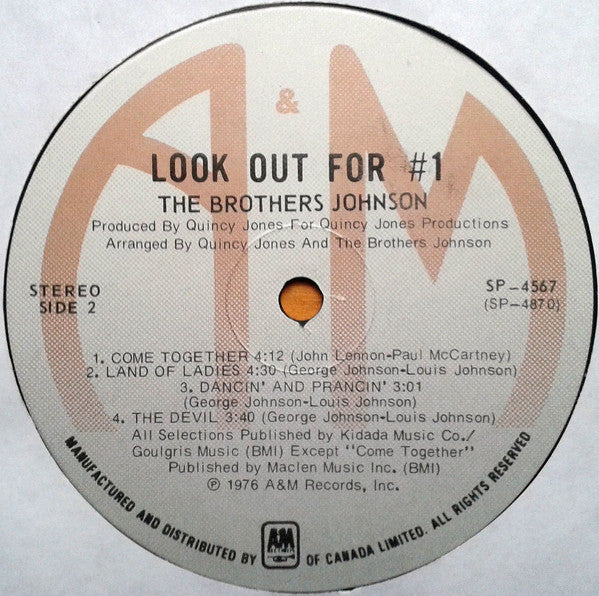 A&M
LOOK OUT FOR #1
THE BROTHERS JOHNSON
Produced By Quincy Jones For Quincy Jones Productions
Arranged By Quincy Jones And The Brothers Johnson
STEREO
SIDE 2
SP-4567
(SP-4870)
1. COME TOGETHER 4:12 (John Lennon-Paul McCartney)
2. LAND OF LADIES 4:30 (George Johnson-Louis Johnson)
3. DANCIN' AND PRANCIN' 3:01
(George Johnson-Louis Johnson)
4. THE DEVIL 3:40 (George Johnson-Louis Johnson)
All Selections Published by Kidada Music Co./
Goulgris Music (BMI) Except "Come Together"
Published by Maclen Music Inc. (BMI)
℗ 1976 A&M Records, Inc.
MANUFACTURED AND DISTRIBUTED BY A&M RECORDS OF CANADA LIMITED. ALL RIGHTS RESERVED